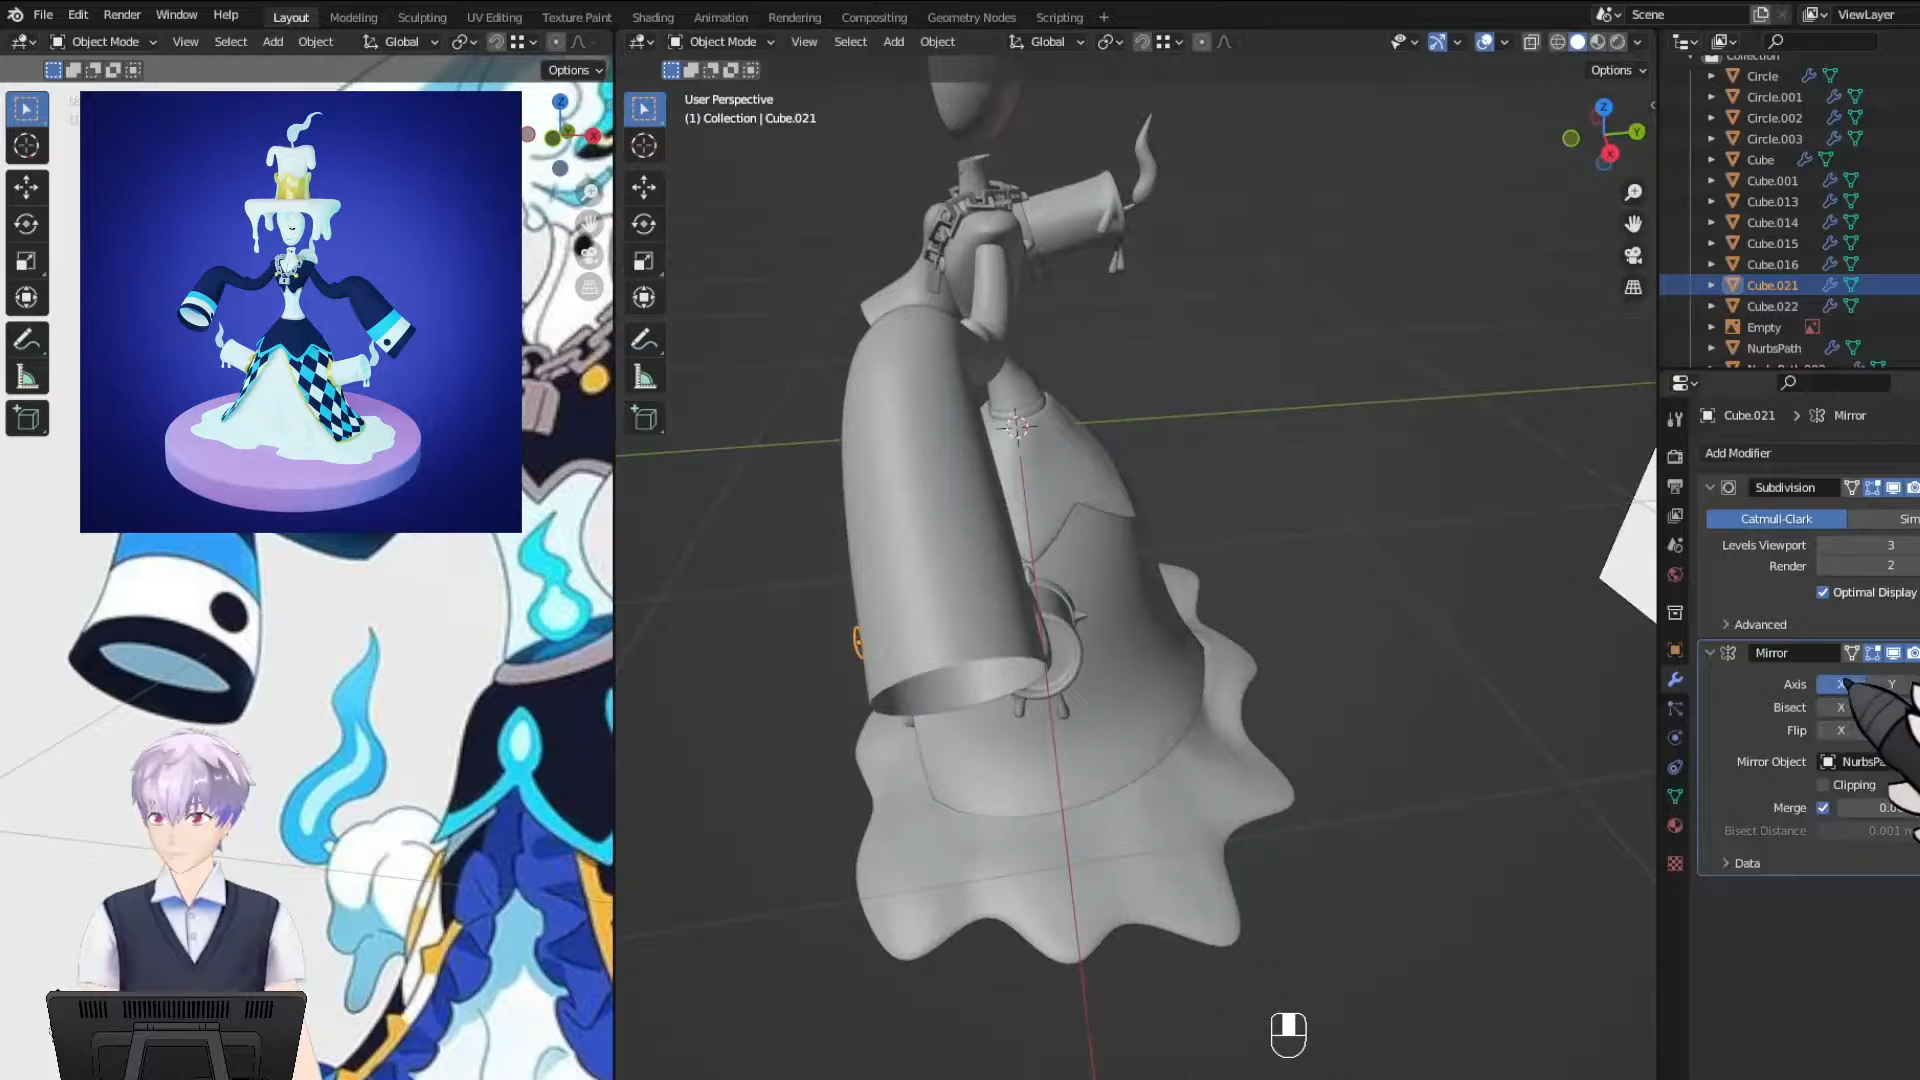 File Edit Render Window Help Layout Modeling Sculpting UV Editing Texture Paint Shading Animation Rendering Compositing Geometry Nodes Scripting + Scene ViewLayer
Object Mode View Select Add Object Global
Object Mode View Select Add Object Global
Options
Options
User Perspective
(1) Collection | Cube.021
Z
X
Z
Y
X
Collection
Circle
Circle.001
Circle.002
Circle.003
Cube
Cube.001
Cube.013
Cube.014
Cube.015
Cube.016
Cube.021
Cube.022
Empty
NurbsPath
Cube.021 > Mirror
Add Modifier
Subdivision
Catmull-Clark Sim
Levels Viewport 3
Render 2
Optimal Display
Advanced
Mirror
Axis X Y
Bisect X
Flip X
Mirror Object NurbsPa
Clipping
Merge 0.0
Bisect Distance 0.001 m
Data